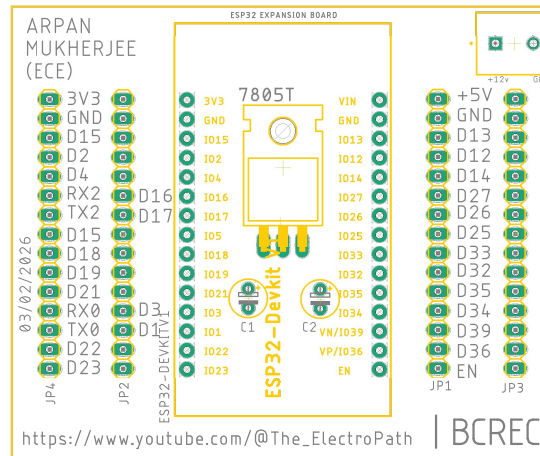 ESP32 EXPANSION BOARD
ARPAN
MUKHERJEE
(ECE)
+12v
7805T
3V3
GND
D15
D2
D4
RX2 D16
TX2 D17
D15
D18
D19
D21
RX0 D3
TX0 D1
D22
D23
JP4
JP2
03/02/2026
3V3
GND
IO15
IO2
IO4
IO16
IO17
IO5
IO18
IO19
IO21
IO3
IO1
IO22
IO23
ESP32-DEVKITV1
C1
C2
ESP32-Devkit V1
VIN
GND
IO13
IO12
IO14
IO27
IO26
IO25
IO33
IO32
IO35
IO34
VN/IO39
VP/IO36
EN
+5V
GND
D13
D12
D14
D27
D26
D25
D33
D32
D35
D34
D39
D36
EN
JP1
JP3
https://www.youtube.com/@The_ElectroPath
| BCREC